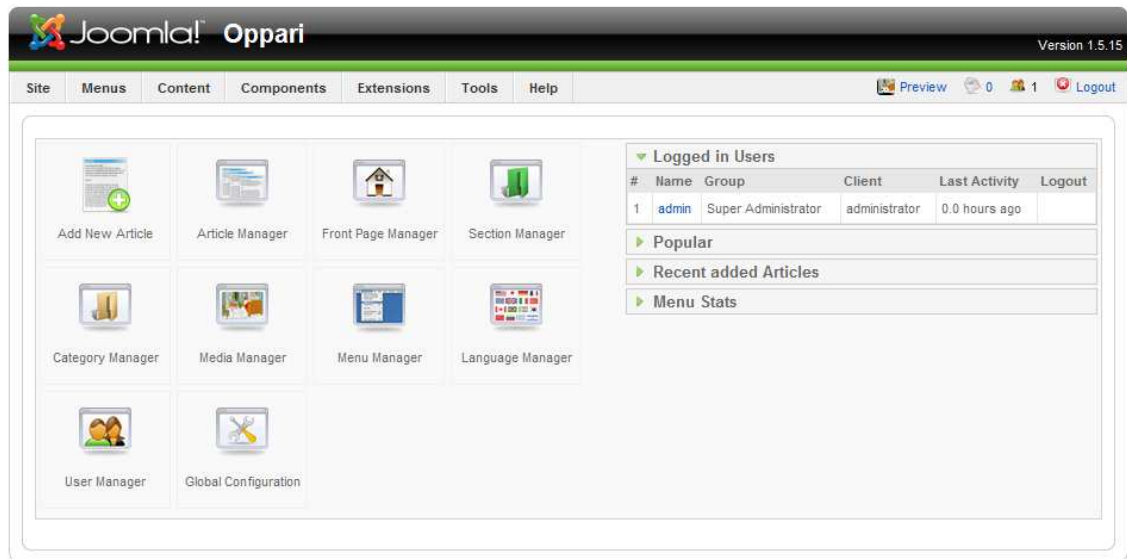 Joomla! Oppari
Version 1.5.15
Site Menus Content Components Extensions Tools Help Preview 0 1 Logout
Add New Article Article Manager Front Page Manager Section Manager
Category Manager Media Manager Menu Manager Language Manager
User Manager Global Configuration
Logged in Users
# Name Group Client Last Activity Logout
1 admin Super Administrator administrator 0.0 hours ago
Popular
Recent added Articles
Menu Stats